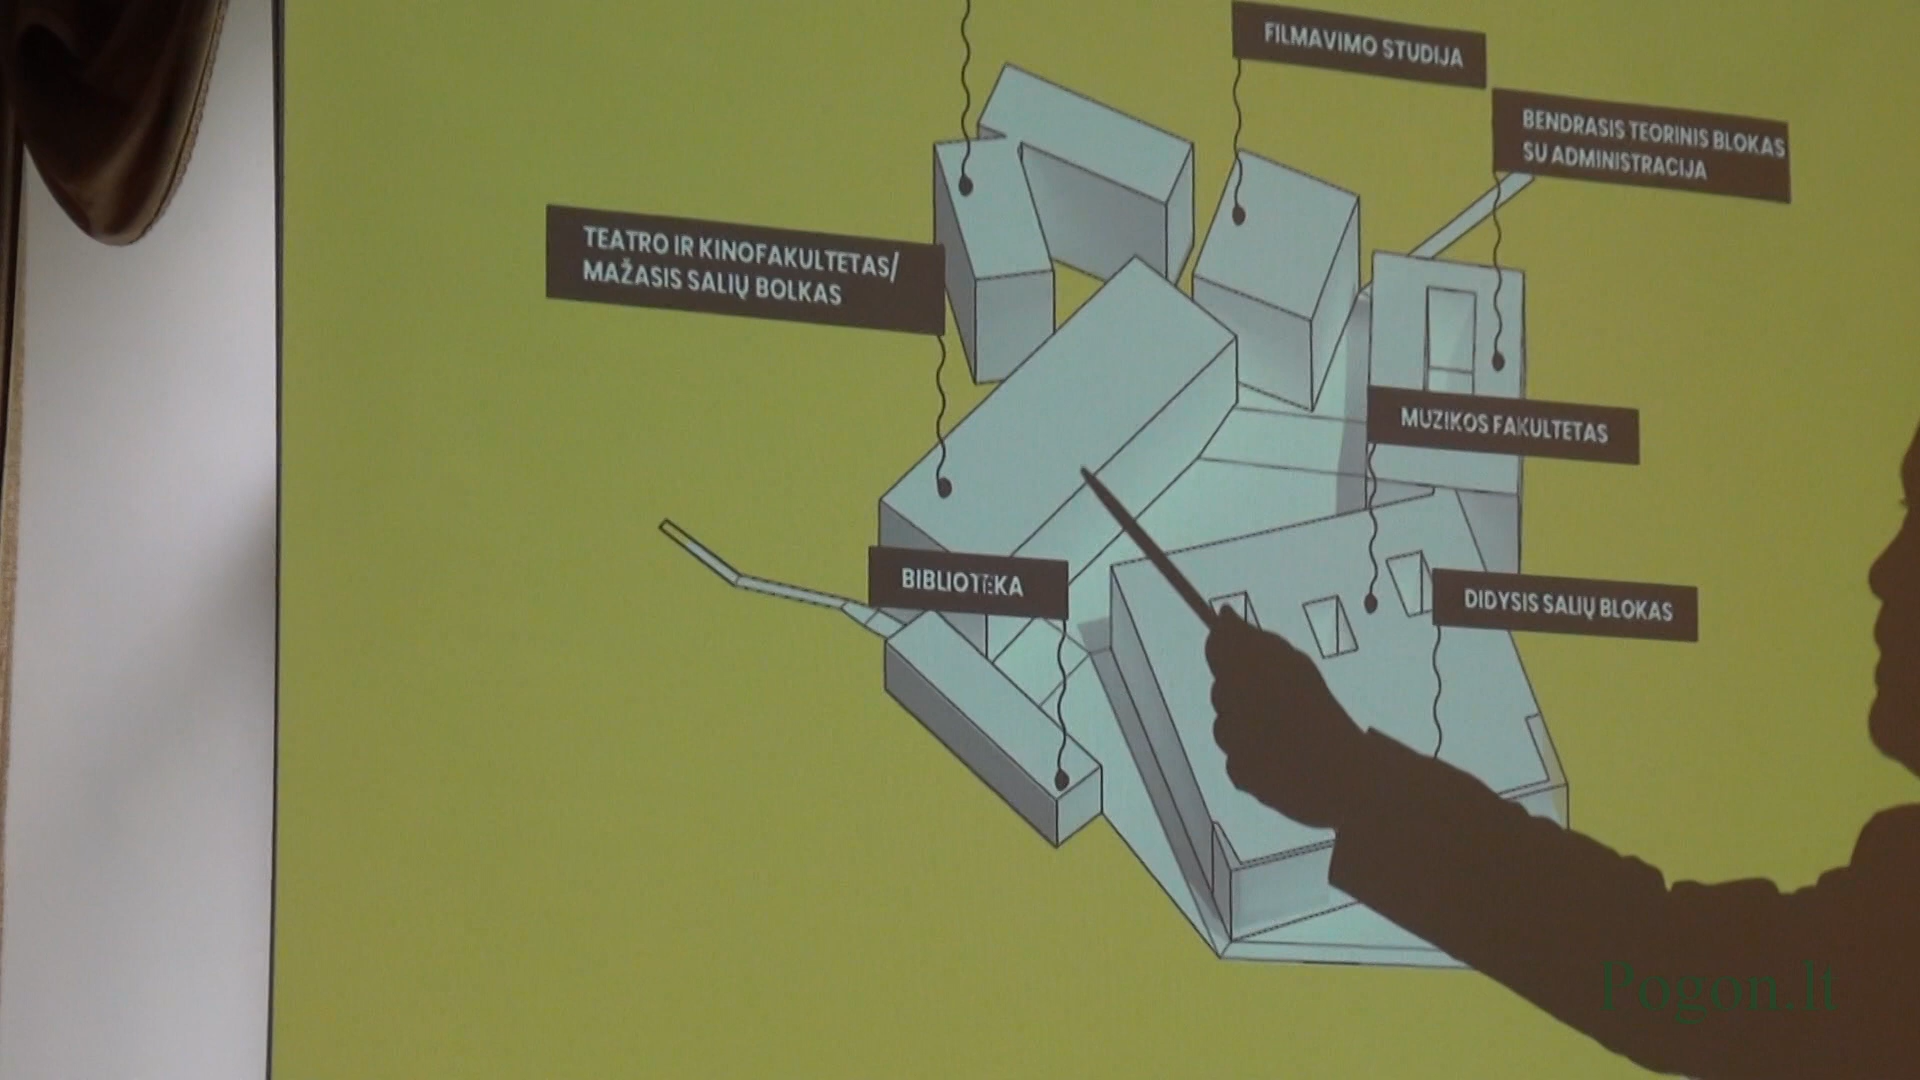 FILMAVIMO STUDIJA
BENDRASIS TEORINIS BLOKAS
SU ADMINISTRACIJA
TEATRO IR KINOFAKULTETAS/
MAŽASIS SALIŲ BOLKAS
MUZIKOS FAKULTETAS
BIBLIOTEKA
DIDYSIS SALIŲ BLOKAS
Pogon.lt